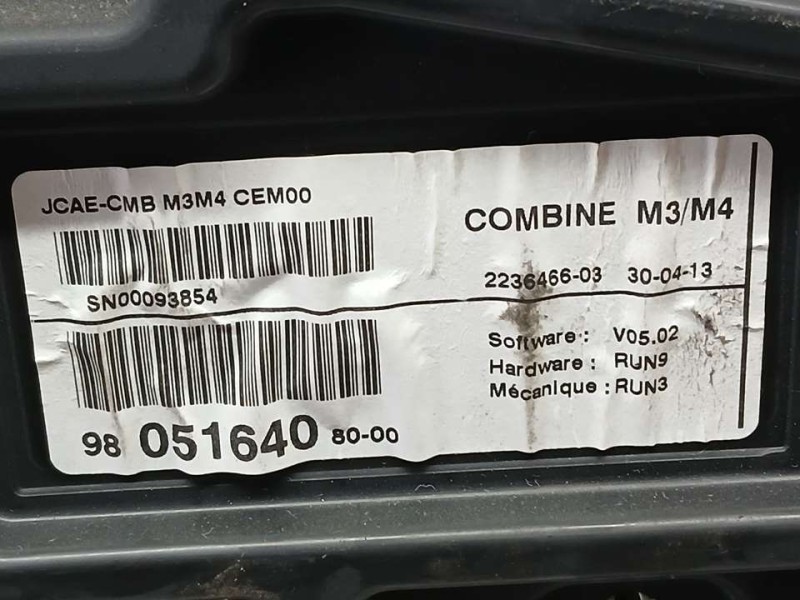 JCAE-CMB M3M4 CEM00
SN00093854
98 051640 80-00
COMBINE M3/M4
2236466-03 30-04-13
Software: V05.02
Hardware: RUN9
Mécanique: RUN3